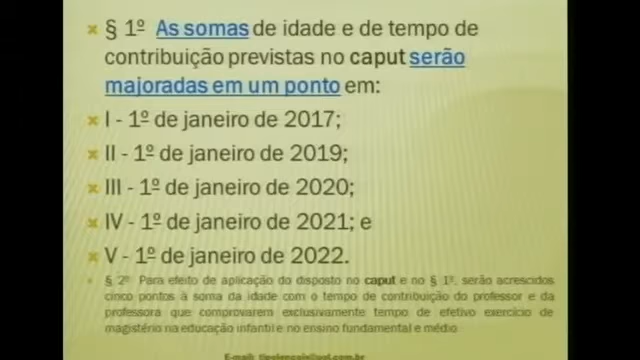 § 1º As somas de idade e de tempo de
contribuição previstas no caput serão
majoradas em um ponto em:
I - 1º de janeiro de 2017;
II - 1º de janeiro de 2019;
III - 1º de janeiro de 2020;
IV - 1º de janeiro de 2021; e
V - 1º de janeiro de 2022.
§ 2º Para efeito de aplicação do disposto no caput e no § 1º, serão acrescidos
cinco pontos à soma da idade com o tempo de contribuição do professor e da
professora que comprovarem exclusivamente tempo de efetivo exercício de
magistério na educação infantil e no ensino fundamental e médio
E-mail: